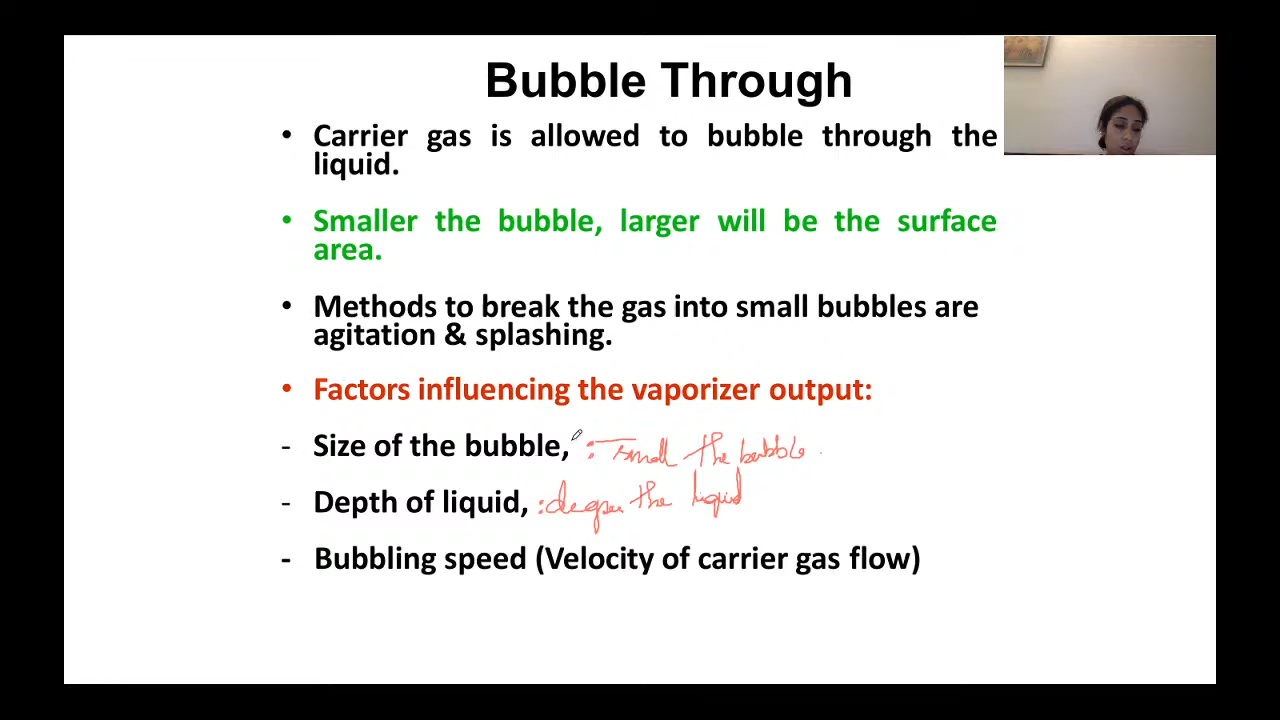 Bubble Through
• Carrier gas is allowed to bubble through the
liquid.
• Smaller the bubble, larger will be the surface
area.
• Methods to break the gas into small bubbles are
agitation & splashing.
• Factors influencing the vaporizer output:
- Size of the bubble, : small the bubble
- Depth of liquid, : deeper the liquid
- Bubbling speed (Velocity of carrier gas flow)